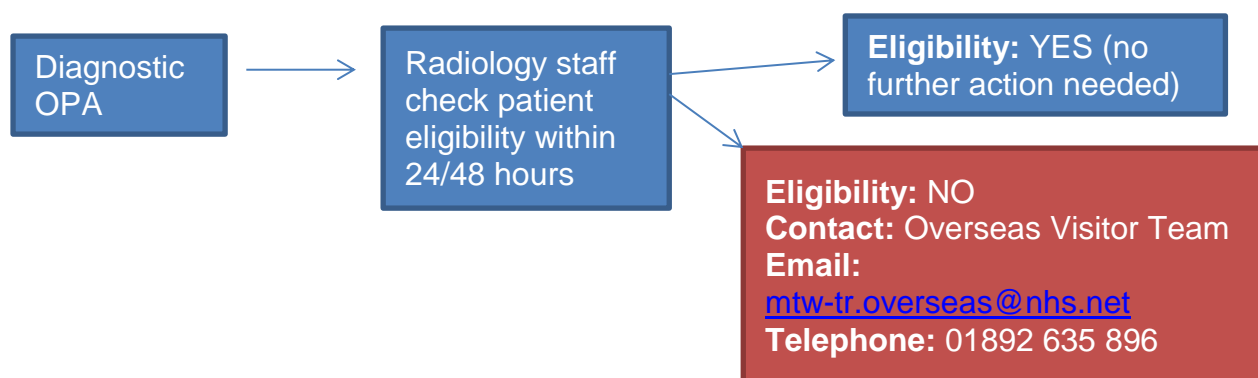 Diagnostic
OPA
Radiology staff
check patient
eligibility within
24/48 hours
Eligibility: YES (no
further action needed)
Eligibility: NO
Contact: Overseas Visitor Team
Email:
mtw-tr.overseas@nhs.net
Telephone: 01892 635 896